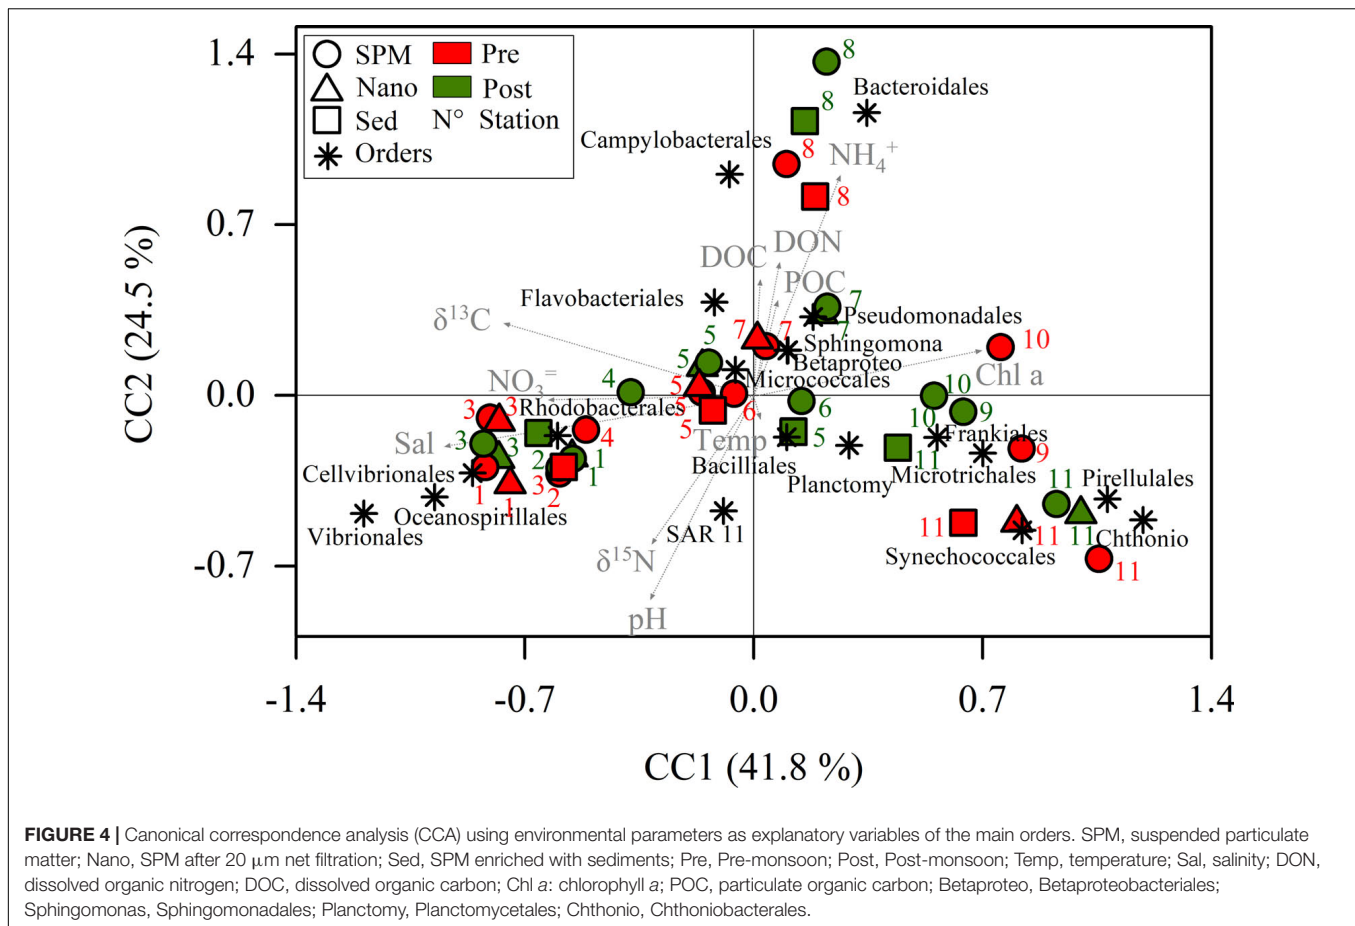 1.4
0.7
0.0
-0.7
CC2 (24.5 %)
SPM Pre
Nano Post
Sed N° Station
Orders
8
Bacteroidales
8
Campylobacterales
8
NH₄⁺
8
DON
DOC
POC
Flavobacteriales
δ¹³C
7
7
7
7
Pseudomonadales
Sphingomona
10
Betaproteo
5
5
Chl a
Micrococcales
4
5
NO₃⁼
5
6
6
10
9
3
3
Rhodobacterales
5
Temp
5
10
Frankiales
4
Sal
3
3
2
1
9
Cellvibrionales
Bacilliales
11
Microtrichales
Planctomy
1
1
3
2
1
11
Pirellulales
Oceanospirillales
Vibrionales
SAR 11
11
11
11
Chthonio
Synechococcales
δ¹⁵N
11
pH
-1.4
-0.7
0.0
0.7
1.4
CC1 (41.8 %)
FIGURE 4 | Canonical correspondence analysis (CCA) using environmental parameters as explanatory variables of the main orders. SPM, suspended particulate
matter; Nano, SPM after 20 μm net filtration; Sed, SPM enriched with sediments; Pre, Pre-monsoon; Post, Post-monsoon; Temp, temperature; Sal, salinity; DON,
dissolved organic nitrogen; DOC, dissolved organic carbon; Chl a: chlorophyll a; POC, particulate organic carbon; Betaproteo, Betaproteobacteriales;
Sphingomonas, Sphingomonadales; Planctomy, Planctomycetales; Chthonio, Chthoniobacterales.